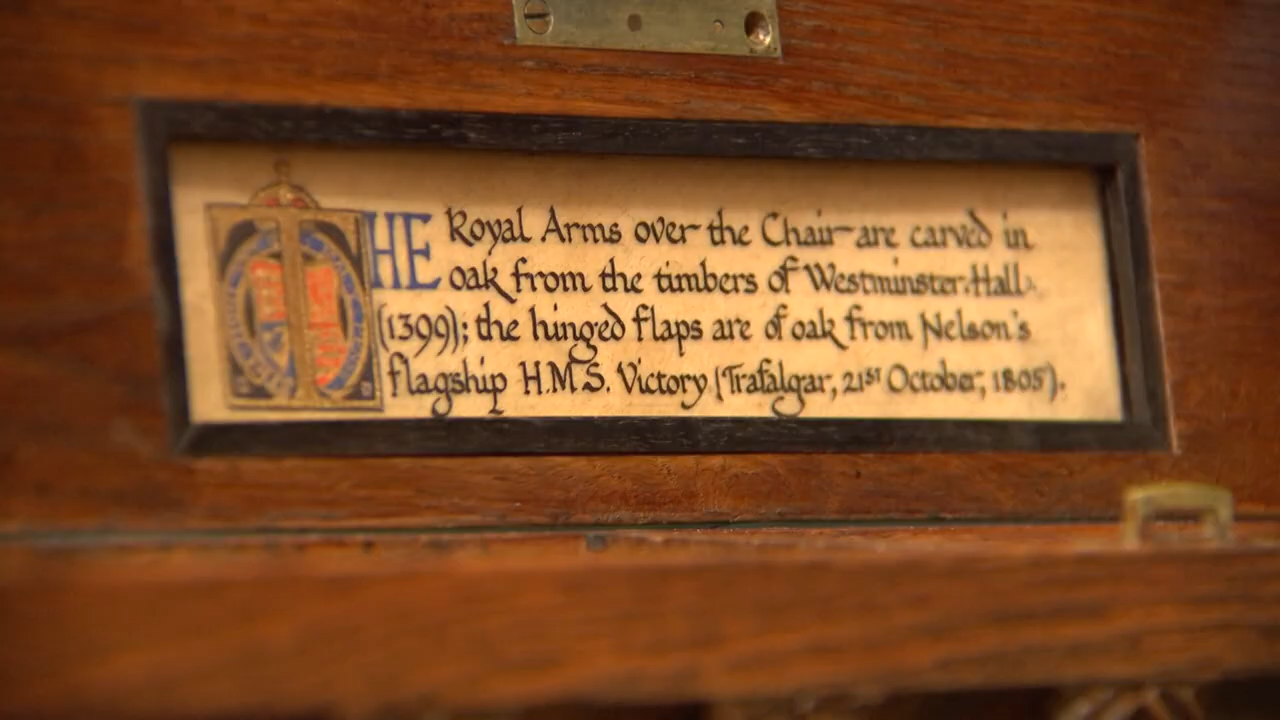 THE Royal Arms over the Chair are carved in
oak from the timbers of Westminster Hall
(1399); the hinged flaps are of oak from Nelson's
flagship H.M.S. Victory (Trafalgar, 21st October, 1805).